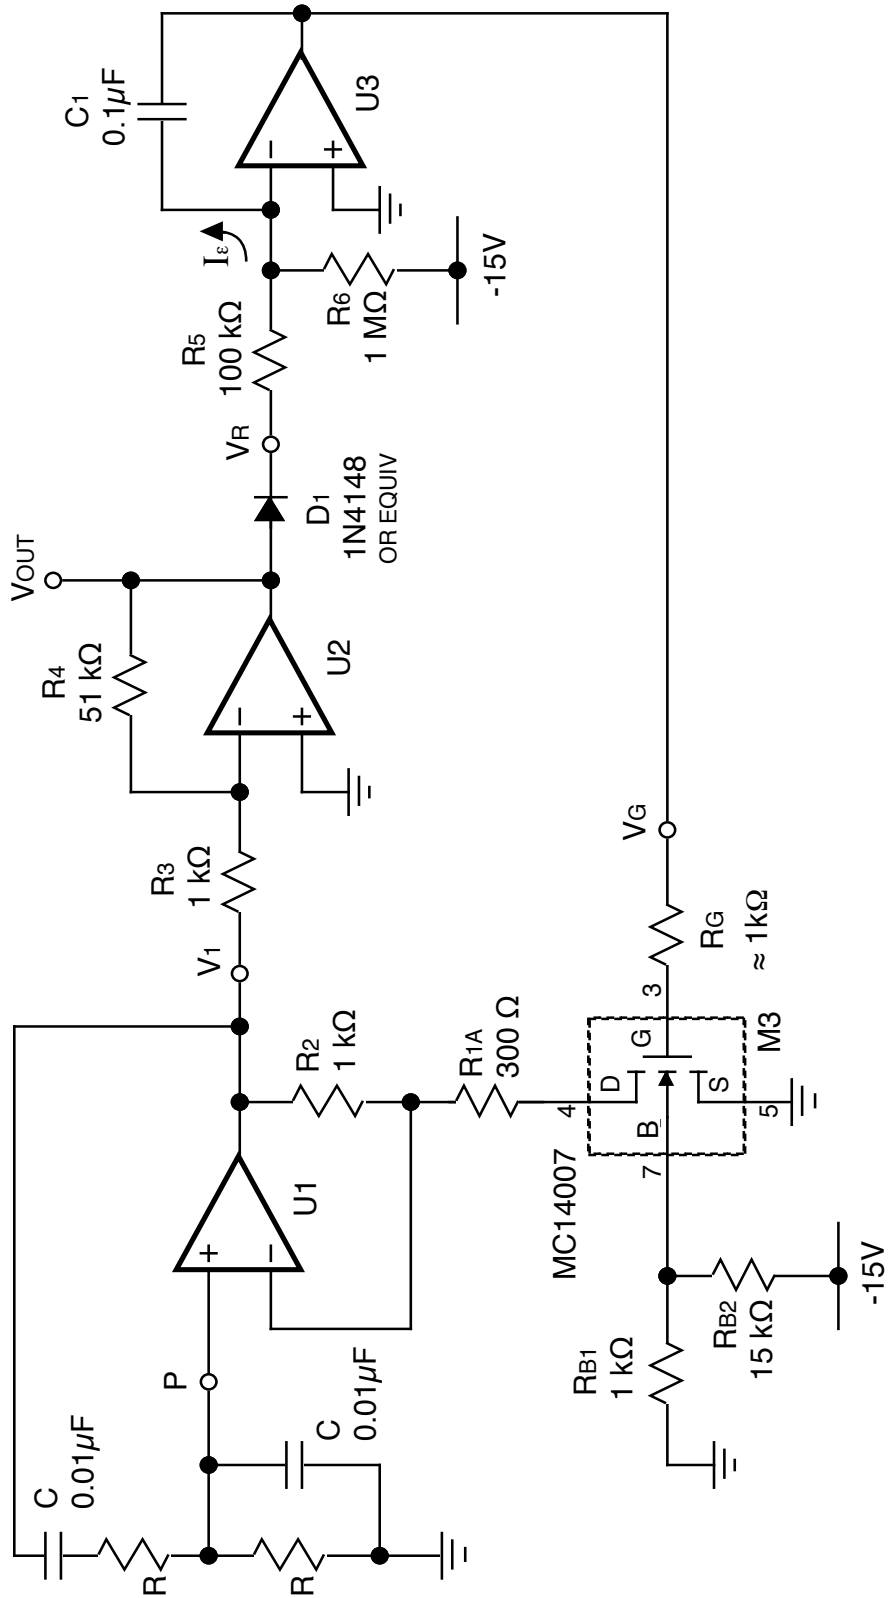 C1
0.1μF
U3
−
+
Iε
R6
1 MΩ
-15V
R5
100 kΩ
VR
D1
1N4148
OR EQUIV
VOUT
R4
51 kΩ
U2
−
+
R3
1 kΩ
V1
R2
1 kΩ
R1A
300 Ω
U1
+
−
P
C
0.01μF
C
0.01μF
R
R
VG
RG
≈ 1kΩ
3
M3
G
D
S
B
4
5
7
MC14007
RB1
1 kΩ
RB2
15 kΩ
-15V